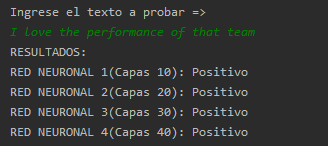 Ingrese el texto a probar =>
I love the performance of that team
RESULTADOS:
RED NEURONAL 1(Capas 10): Positivo
RED NEURONAL 2(Capas 20): Positivo
RED NEURONAL 3(Capas 30): Positivo
RED NEURONAL 4(Capas 40): Positivo